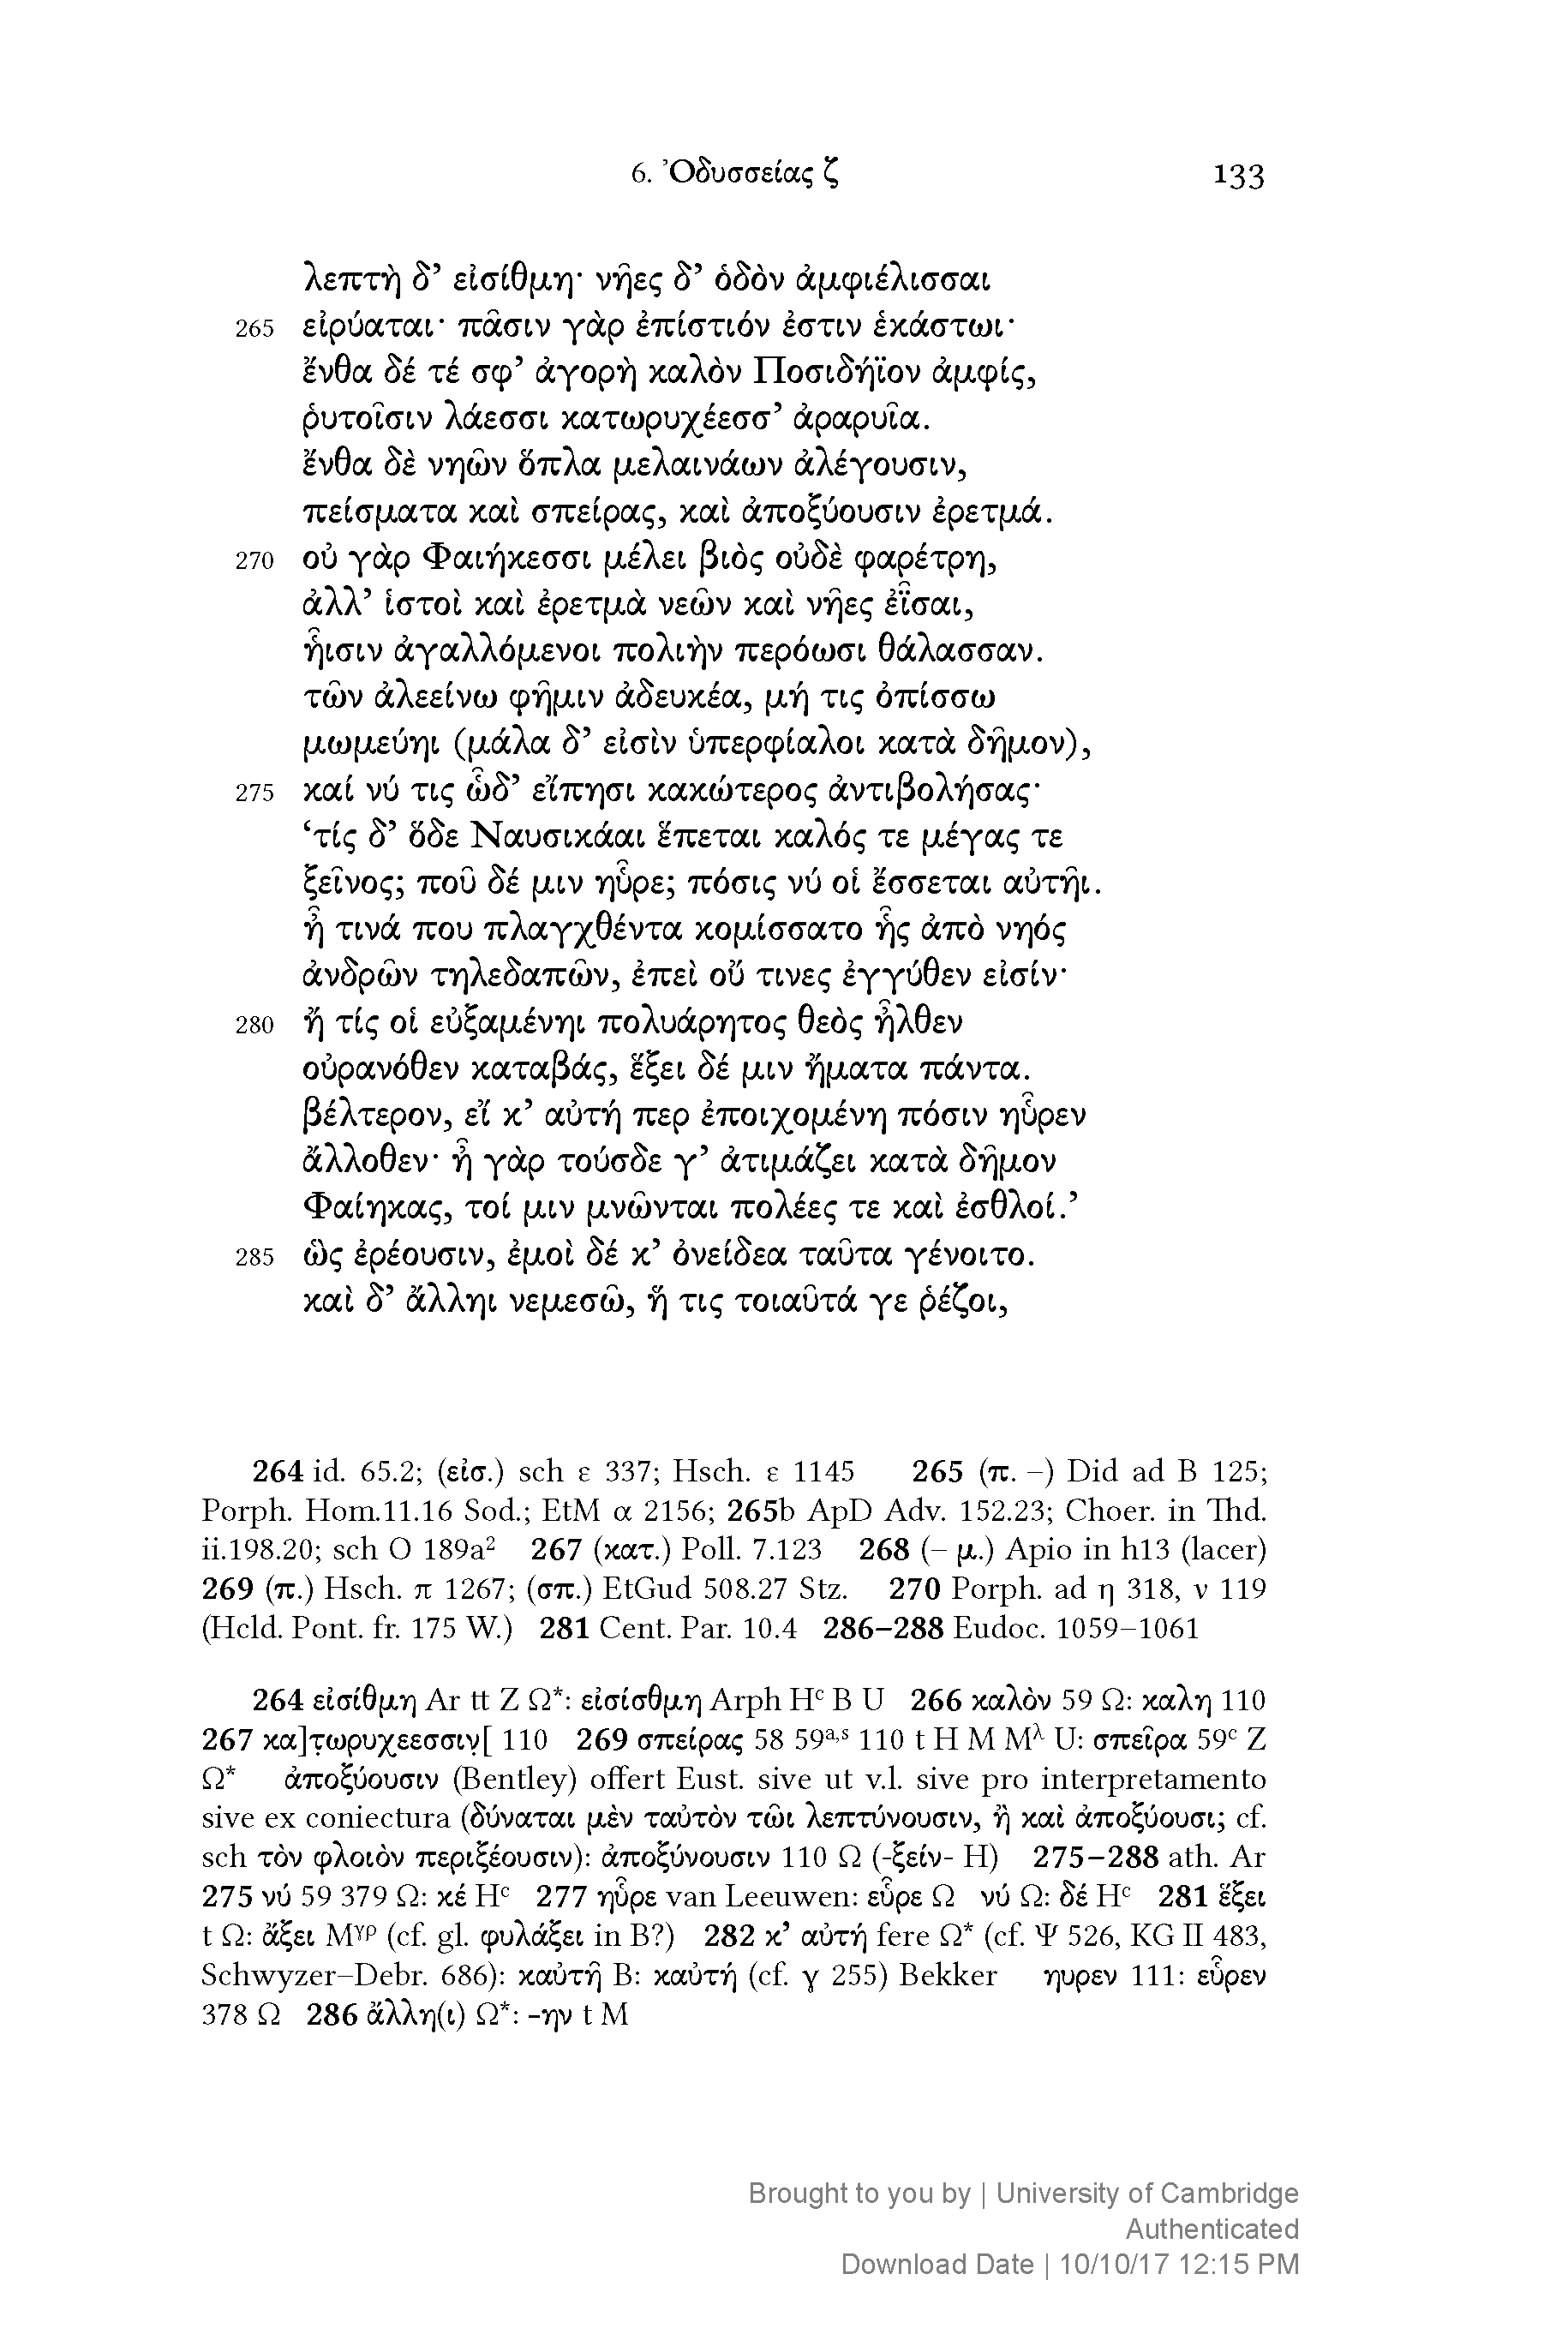 6. Ὀδυσσείας ζ 133
λεπτὴ δ’ εἰσίθμη· νῆες δ’ ὁδὸν ἀμφιέλισσαι
265 εἰρύαται· πᾶσιν γὰρ ἐπίστιόν ἐστιν ἑκάστωι·
ἔνθα δέ τέ σφ’ ἀγορὴ καλὸν Ποσιδήϊον ἀμφίς,
ῥυτοῖσιν λάεσσι κατωρυχέεσσ’ ἀραρυῖα.
ἔνθα δὲ νηῶν ὅπλα μελαινάων ἀλέγουσιν,
πείσματα καὶ σπείρας, καὶ ἀποξύουσιν ἐρετμά.
270 οὐ γὰρ Φαιήκεσσι μέλει βιὸς οὐδὲ φαρέτρη,
ἀλλ’ ἱστοὶ καὶ ἐρετμὰ νεῶν καὶ νῆες ἐῗσαι,
ἧισιν ἀγαλλόμενοι πολιὴν περόωσι θάλασσαν.
τῶν ἀλεείνω φῆμιν ἀδευκέα, μή τις ὀπίσσω
μωμεύηι (μάλα δ’ εἰσὶν ὑπερφίαλοι κατὰ δῆμον),
275 καί νύ τις ὧδ’ εἴπησι κακώτερος ἀντιβολήσας·
‘τίς δ’ ὅδε Ναυσικάαι ἕπεται καλός τε μέγας τε
ξεῖνος; ποῦ δέ μιν ηὗρε; πόσις νύ οἱ ἔσσεται αὐτῆι.
ἦ τινά που πλαγχθέντα κομίσσατο ἧς ἀπὸ νηός
ἀνδρῶν τηλεδαπῶν, ἐπεὶ οὔ τινες ἐγγύθεν εἰσίν·
280 ἤ τίς οἱ εὐξαμένηι πολυάρητος θεὸς ἦλθεν
οὐρανόθεν καταβάς, ἕξει δέ μιν ἤματα πάντα.
βέλτερον, εἴ κ’ αὐτή περ ἐποιχομένη πόσιν ηὗρεν
ἄλλοθεν· ἦ γὰρ τούσδε γ’ ἀτιμάζει κατὰ δῆμον
Φαίηκας, τοί μιν μνῶνται πολέες τε καὶ ἐσθλοί.’
285 ὣς ἐρέουσιν, ἐμοὶ δέ κ’ ὀνείδεα ταῦτα γένοιτο.
καὶ δ’ ἄλληι νεμεσῶ, ἥ τις τοιαῦτά γε ῥέζοι,
264 id. 65.2; (εἰσ.) sch ε 337; Hsch. ε 1145 265 (π. –) Did ad B 125;
Porph. Hom.11.16 Sod.; EtM α 2156; 265b ApD Adv. 152.23; Choer. in Thd.
ii.198.20; sch O 189a² 267 (κατ.) Poll. 7.123 268 (– μ.) Apio in h13 (lacer)
269 (π.) Hsch. π 1267; (σπ.) EtGud 508.27 Stz. 270 Porph. ad η 318, ν 119
(Hcld. Pont. fr. 175 W.) 281 Cent. Par. 10.4 286–288 Eudoc. 1059–1061
264 εἰσίθμη Ar tt Z Ω*: εἰσίσθμη Arph Hᶜ B U 266 καλὸν 59 Ω: καλη 110
267 κα]τ̣ωρυχεεσσιν̣[ 110 269 σπείρας 58 59ᵃ·ˢ 110 t H M Mλ U: σπεῖρα 59ᶜ Z
Ω* ἀποξύουσιν (Bentley) offert Eust. sive ut v.l. sive pro interpretamento
sive ex coniectura (δύναται μὲν ταὐτὸν τῶι λεπτύνουσιν, ἢ καὶ ἀποξύουσι; cf.
sch τὸν φλοιὸν περιξέουσιν): ἀποξύνουσιν 110 Ω (-ξείν- H) 275–288 ath. Ar
275 νύ 59 379 Ω: κέ Hᶜ 277 ηὗρε van Leeuwen: εὗρε Ω νύ Ω: δέ Hᶜ 281 ἕξει
t Ω: ἄξει Mγρ (cf. gl. φυλάξει in B?) 282 κ’ αὐτή fere Ω* (cf. Ψ 526, KG II 483,
Schwyzer–Debr. 686): καὐτῆ B: καὐτή (cf. γ 255) Bekker ηυρεν 111: εὗρεν
378 Ω 286 ἄλλη(ι) Ω*: -ην t M
Brought to you by | University of Cambridge
Authenticated
Download Date | 10/10/17 12:15 PM